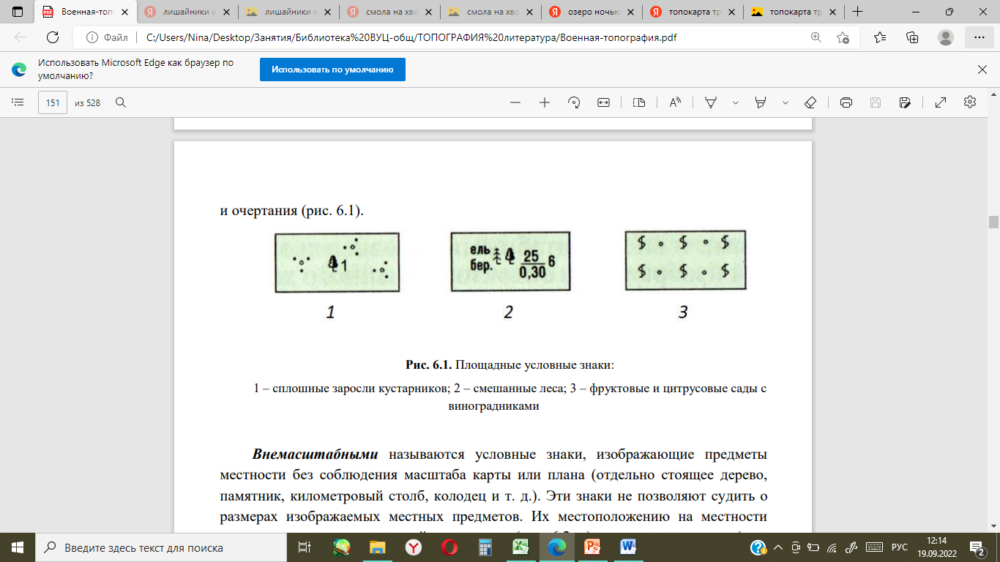 Военная-топ
лишайники и
лишайники и
смола на хво
смола на хво
озеро ночью
топокарта тр
топокарта тр
Файл
C:/Users/Nina/Desktop/Занятия/Библиотека%20ВУЦ-общ/ТОПОГРАФИЯ%20литература/Военная-топография.pdf
Использовать Microsoft Edge как браузер по
умолчанию?
Использовать по умолчанию
151 из 528
и очертания (рис. 6.1).
1
ель
бер.
25
0,30
6
1 2 3
Рис. 6.1. Площадные условные знаки:
1 – сплошные заросли кустарников; 2 – смешанные леса; 3 – фруктовые и цитрусовые сады с
виноградниками
Внемасштабными называются условные знаки, изображающие предметы
местности без соблюдения масштаба карты или плана (отдельно стоящее дерево,
памятник, километровый столб, колодец и т. д.). Эти знаки не позволяют судить о
размерах изображаемых местных предметов. Их местоположению на местности
Введите здесь текст для поиска
РУС
12:14
19.09.2022
2